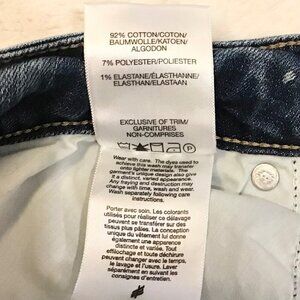 92% COTTON/COTON/
BAUMWOLLE/KATOEN/
ALGODON
7% POLYESTER/POLIESTER
1% ELASTANE/ÉLASTHANNE/
ELASTHAN/ELASTAAN
EXCLUSIVE OF TRIM/
GARNITURES
NON-COMPRISES
Wear with care. The dyes used to
achieve this wash may transfer
onto lighter materials. The
garment's unique design also give
it a distinct, varied appearance.
Any fraying and destruction may
change with time, wash and wear.
Wash separately following care
instructions.
Porter avec soin. Les colorants
utilisés pour réaliser ce délavage
peuvent se transférer sur des
tissus plus pâles. La conception
unique du vêtement lui donne
également une apparence
distincte et variée. Tout
effilochage et toute déchirure
peuvent changer avec le temps,
le lavage et l'usure. Laver
séparément en suivant les
consignes d'entretien.